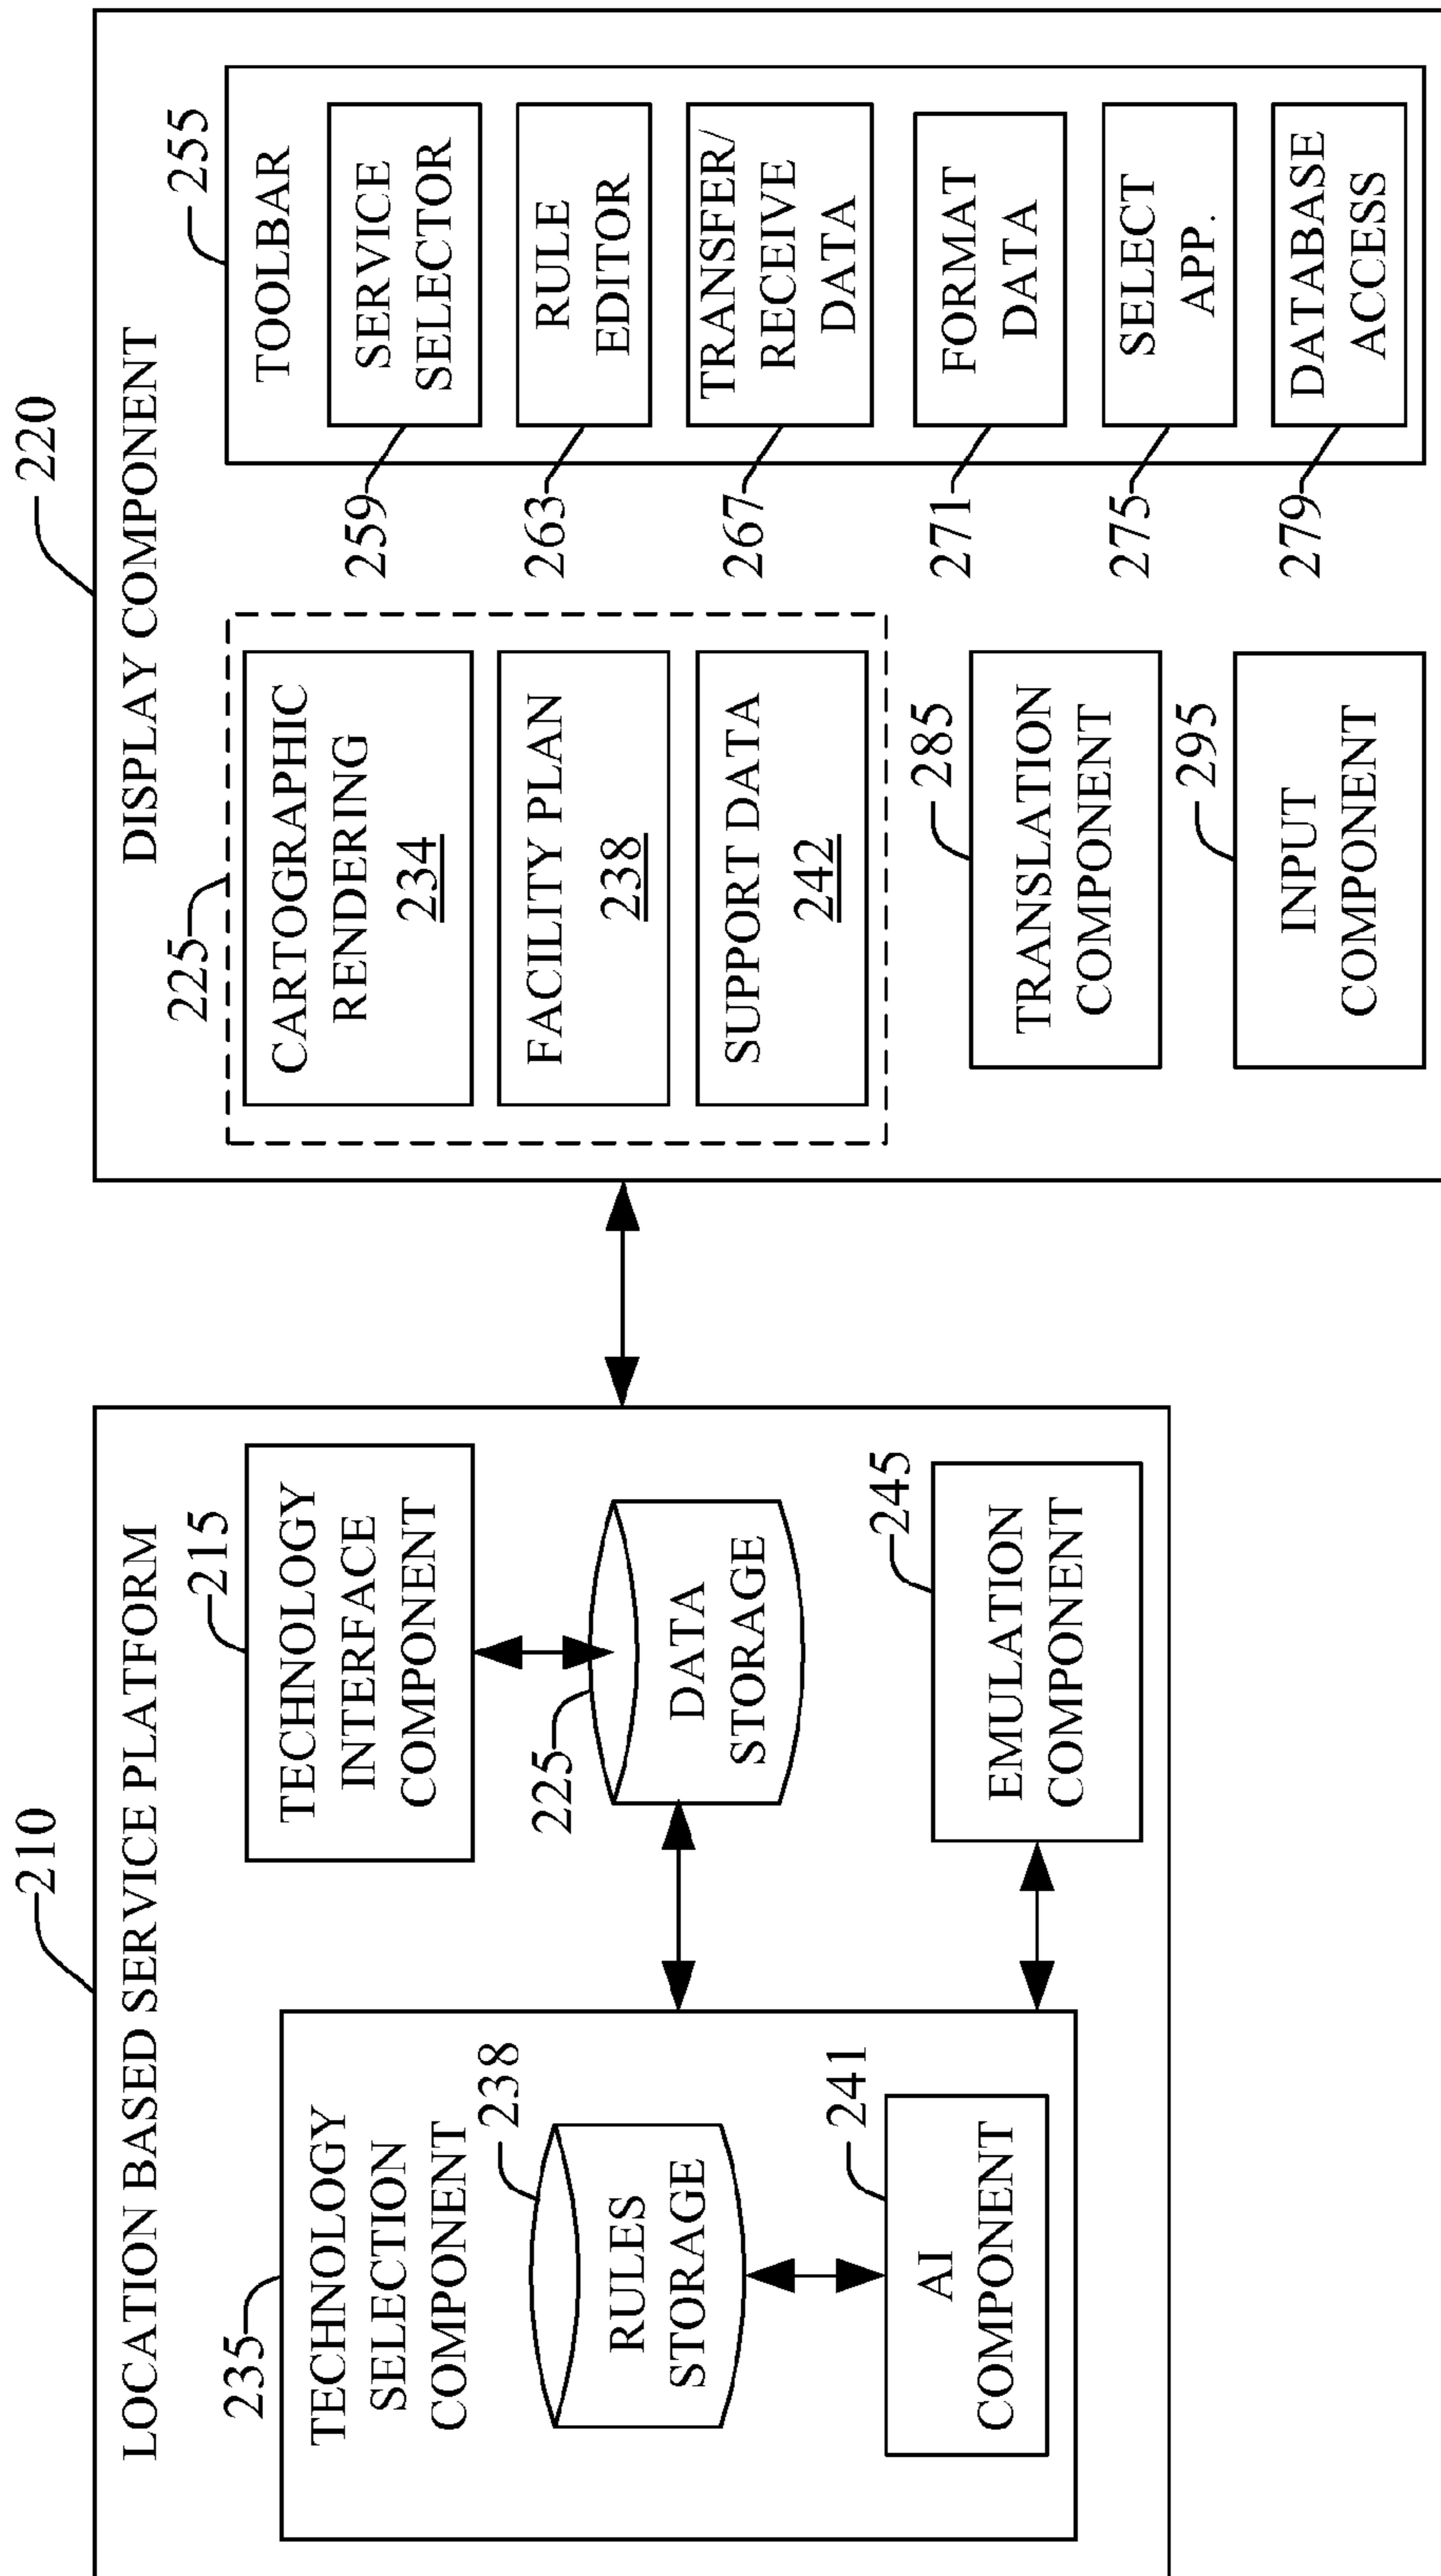 210
LOCATION BASED SERVICE PLATFORM
235
TECHNOLOGY
SELECTION
COMPONENT
238
RULES
STORAGE
241
AI
COMPONENT
215
TECHNOLOGY
INTERFACE
COMPONENT
225
DATA
STORAGE
245
EMULATION
COMPONENT
220
DISPLAY COMPONENT
225
CARTOGRAPHIC
RENDERING
234
FACILITY PLAN
238
SUPPORT DATA
242
285
TRANSLATION
COMPONENT
295
INPUT
COMPONENT
255
TOOLBAR
259
SERVICE
SELECTOR
263
RULE
EDITOR
267
TRANSFER/
RECEIVE
DATA
271
FORMAT
DATA
275
SELECT
APP.
279
DATABASE
ACCESS